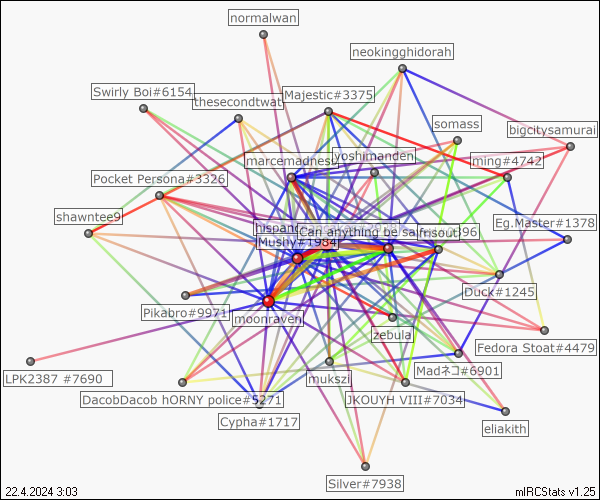 normalwan
neokingghidorah
Swirly Boi#6154
thesecondtwat
Majestic#3375
somass
bigcitysamurai
marcemadness
yoshimanden
ming#4742
Pocket Persona#3326
shawntee9
Eg.Master#1378
Can anything be sa
Mushy#1984
Duck#1245
Pikabro#9971
moonraven
zebula
Fedora Stoat#4479
LPK2387 #7690
mukszi
Madネコ#6901
DacobDacob hORNY police#5271
JKOUYH VIII#7034
Cypha#1717
eliakith
Silver#7938
22.4.2024 3:03
mIRCStats v1.25